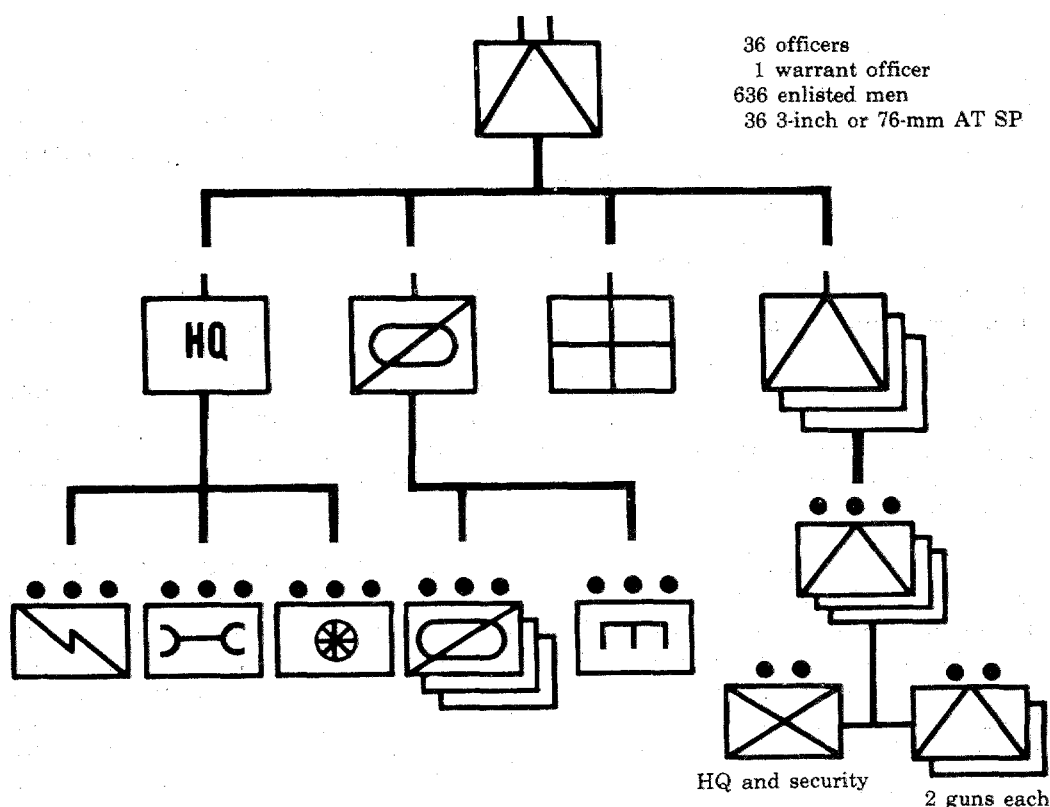 36 officers
1 warrant officer
636 enlisted men
36 3-inch or 76-mm AT SP
HQ
HQ and security
2 guns each